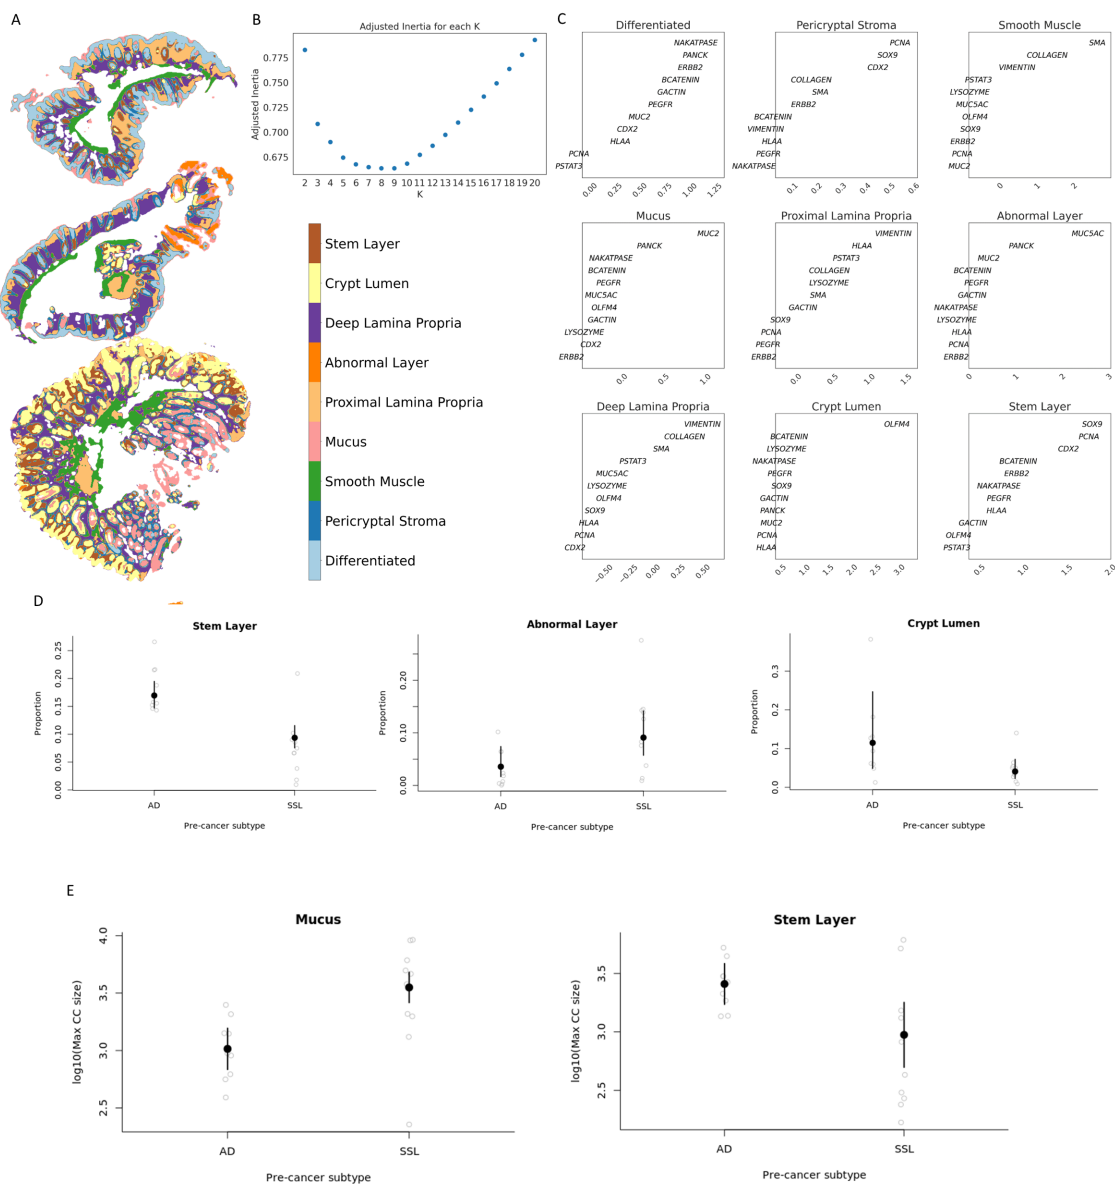 A
B
Adjusted Inertia for each K
Adjusted Inertia
0.775
0.750
0.725
0.700
0.675
2 3 4 5 6 7 8 9 10 11 12 13 14 15 16 17 18 19 20
K
Stem Layer
Crypt Lumen
Deep Lamina Propria
Abnormal Layer
Proximal Lamina Propria
Mucus
Smooth Muscle
Pericryptal Stroma
Differentiated
C
Differentiated
NAKATPASE
PANCK
ERBB2
BCATENIN
GACTIN
PEGFR
MUC2
CDX2
HLAA
PCNA
PSTAT3
0.00 0.25 0.50 0.75 1.00 1.25
Pericryptal Stroma
PCNA
SOX9
CDX2
COLLAGEN
SMA
ERBB2
BCATENIN
VIMENTIN
HLAA
PEGFR
NAKATPASE
0.1 0.2 0.3 0.4 0.5 0.6
Smooth Muscle
SMA
COLLAGEN
VIMENTIN
PSTAT3
LYSOZYME
MUC5AC
OLFM4
SOX9
ERBB2
PCNA
MUC2
0 1 2
Mucus
MUC2
PANCK
NAKATPASE
BCATENIN
PEGFR
MUC5AC
OLFM4
GACTIN
LYSOZYME
CDX2
ERBB2
0.0 0.5 1.0
Proximal Lamina Propria
VIMENTIN
HLAA
PSTAT3
COLLAGEN
LYSOZYME
SMA
GACTIN
SOX9
PCNA
PEGFR
ERBB2
0.0 0.5 1.0 1.5
Abnormal Layer
MUC5AC
PANCK
MUC2
BCATENIN
PEGFR
GACTIN
NAKATPASE
LYSOZYME
HLAA
PCNA
ERBB2
0 1 2 3
Deep Lamina Propria
VIMENTIN
COLLAGEN
SMA
PSTAT3
MUC5AC
LYSOZYME
OLFM4
SOX9
HLAA
PCNA
CDX2
−0.50 −0.25 0.00 0.25 0.50
Crypt Lumen
OLFM4
BCATENIN
LYSOZYME
NAKATPASE
PEGFR
SOX9
GACTIN
PANCK
MUC2
PCNA
HLAA
0.5 1.0 1.5 2.0 2.5 3.0
Stem Layer
SOX9
PCNA
CDX2
BCATENIN
ERBB2
NAKATPASE
PEGFR
HLAA
GACTIN
OLFM4
PSTAT3
0.5 1.0 1.5 2.0
D
Stem Layer
Proportion
0.25
0.20
0.15
0.10
0.05
0.00
AD SSL
Pre-cancer subtype
Abnormal Layer
Proportion
0.20
0.10
0.00
AD SSL
Pre-cancer subtype
Crypt Lumen
Proportion
0.3
0.2
0.1
0.0
AD SSL
Pre-cancer subtype
E
Mucus
log10(Max CC size)
4.0
3.5
3.0
2.5
AD SSL
Pre-cancer subtype
Stem Layer
log10(Max CC size)
3.5
3.0
2.5
AD SSL
Pre-cancer subtype